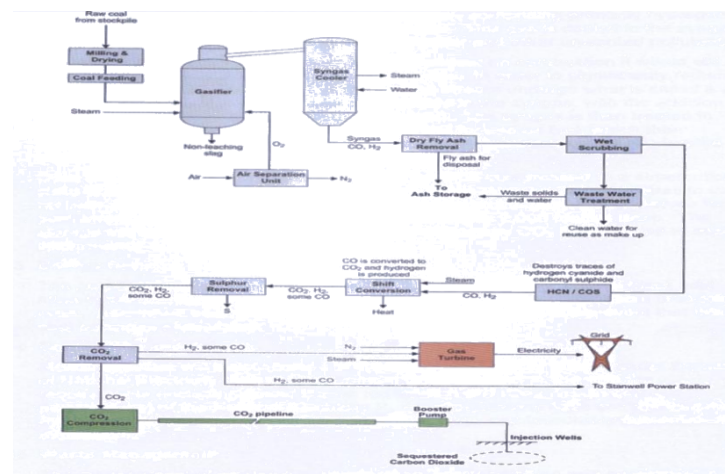 Raw coal
from stockpile
Milling &
Drying
Coal Feeding
Steam
Gasifier
Non-leaching
slag
Syngas
Cooler
Steam
Water
O₂
Air
Air Separation
Unit
N₂
Syngas
CO, H₂
Dry Fly Ash
Removal
Fly ash for
disposal
To
Ash Storage
Wet
Scrubbing
Waste solids
and water
Waste Water
Treatment
Clean water for
reuse as make up
Destroys traces of
hydrogen cyanide and
carbonyl sulphide
HCN / COS
CO, H₂
Steam
CO is converted to
CO₂ and hydrogen
is produced
Shift
Conversion
Heat
CO₂, H₂,
some CO
Sulphur
Removal
S
CO₂, H₂,
some CO
CO₂
Removal
H₂, some CO
N₂
Steam
Gas
Turbine
Electricity
Grid
H₂, some CO
To Stanwell Power Station
CO₂
CO₂
Compression
CO₂ pipeline
Booster
Pump
Injection Wells
Sequestered
Carbon Dioxide